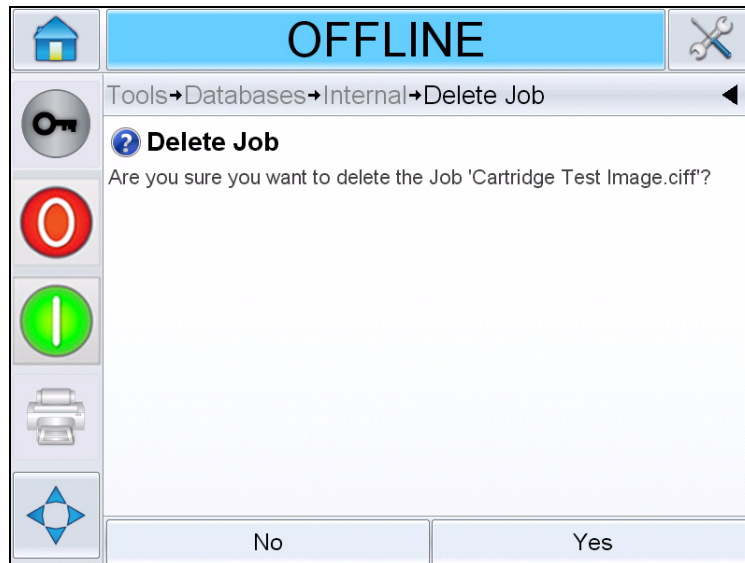 OFFLINE
Tools→Databases→Internal→Delete Job
Delete Job
Are you sure you want to delete the Job 'Cartridge Test Image.ciff'?
No
Yes